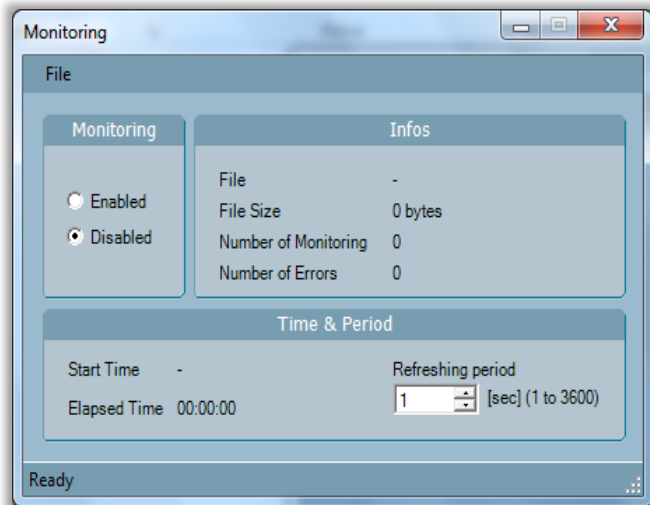 Monitoring
File
Monitoring
Enabled
Disabled
Infos
File -
File Size 0 bytes
Number of Monitoring 0
Number of Errors 0
Time & Period
Start Time -
Elapsed Time 00:00:00
Refreshing period
1 [sec] (1 to 3600)
Ready